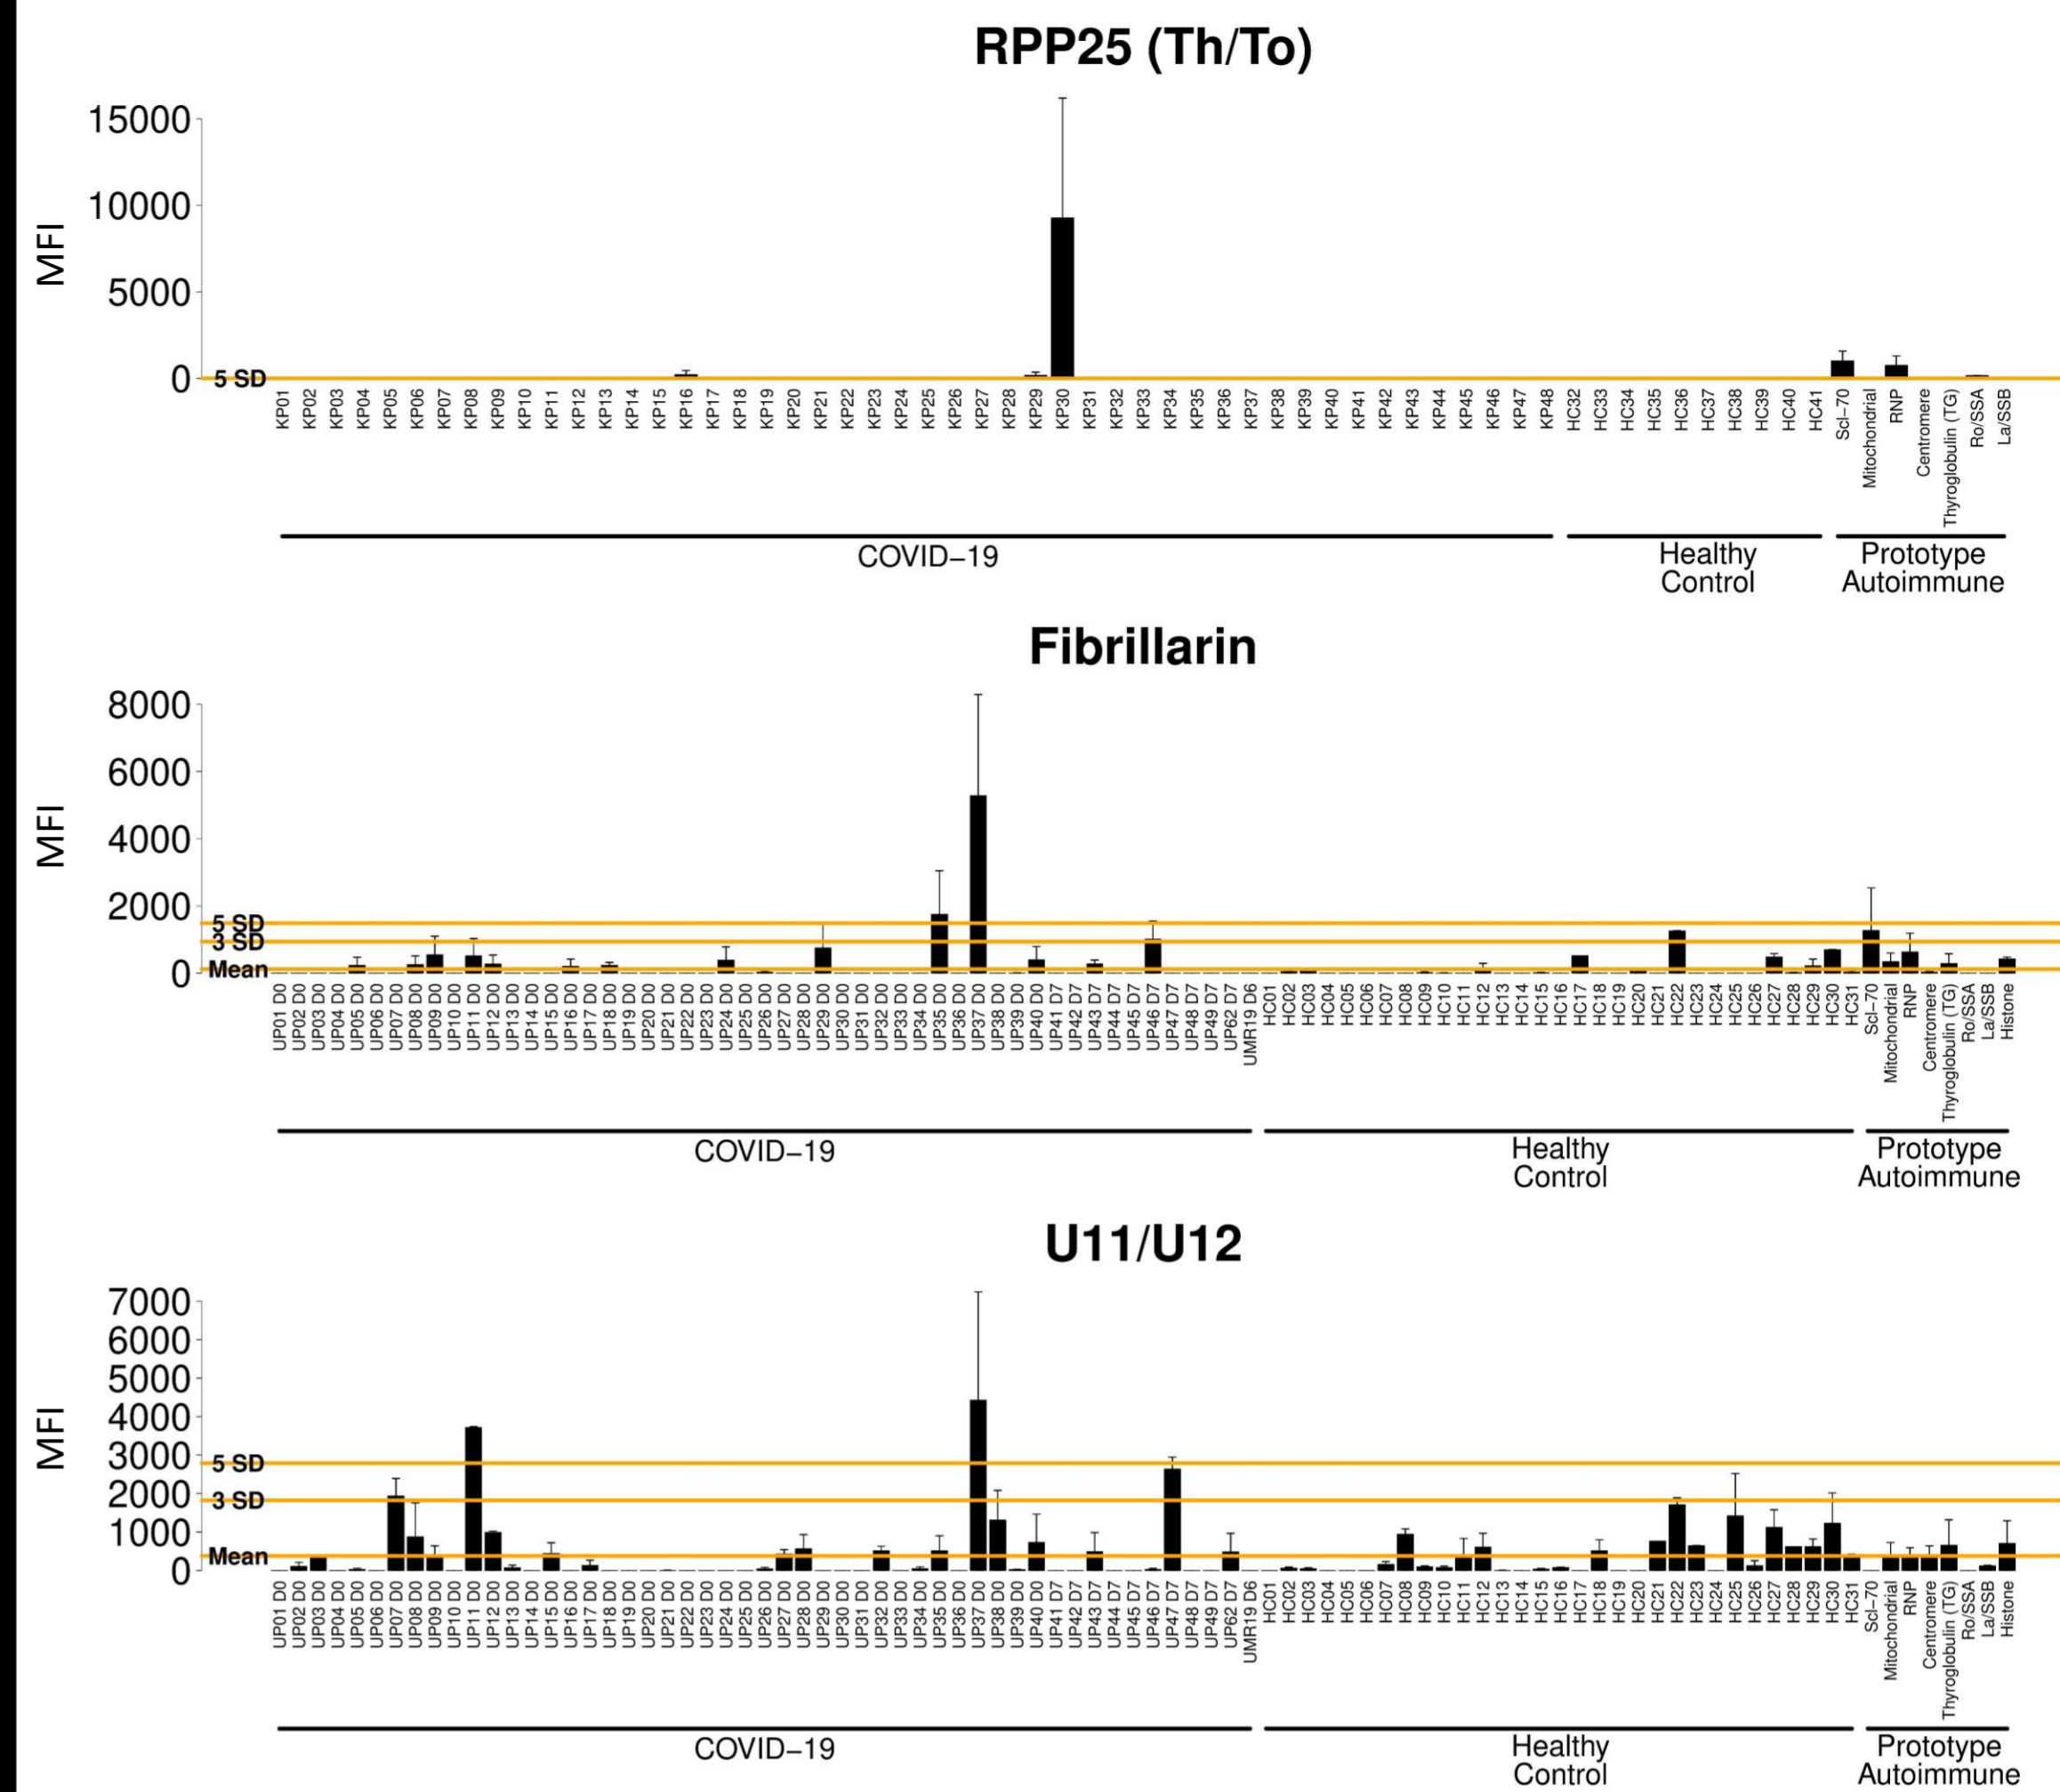 RPP25 (Th/To)
MFI
15000
10000
5000
0
5 SD
KP01 KP02 KP03 KP04 KP05 KP06 KP07 KP08 KP09 KP10 KP11 KP12 KP13 KP14 KP15 KP16 KP17 KP18 KP19 KP20 KP21 KP22 KP23 KP24 KP25 KP26 KP27 KP28 KP29 KP30 KP31 KP32 KP33 KP34 KP35 KP36 KP37 KP38 KP39 KP40 KP41 KP42 KP43 KP44 KP45 KP46 KP47 KP48 HC32 HC33 HC34 HC35 HC36 HC37 HC38 HC39 HC40 HC41 Scl−70 Mitochondrial RNP Centromere Thyroglobulin (TG) Ro/SSA La/SSB
COVID−19
Healthy
Control
Prototype
Autoimmune
Fibrillarin
MFI
8000
6000
4000
2000
0
5 SD
3 SD
Mean
UP01 D0 UP02 D0 UP03 D0 UP04 D0 UP05 D0 UP06 D0 UP07 D0 UP08 D0 UP09 D0 UP10 D0 UP11 D0 UP12 D0 UP13 D0 UP14 D0 UP15 D0 UP16 D0 UP17 D0 UP18 D0 UP19 D0 UP20 D0 UP21 D0 UP22 D0 UP23 D0 UP24 D0 UP25 D0 UP26 D0 UP27 D0 UP28 D0 UP29 D0 UP30 D0 UP31 D0 UP32 D0 UP33 D0 UP34 D0 UP35 D0 UP36 D0 UP37 D0 UP38 D0 UP39 D0 UP40 D0 UP41 D7 UP42 D7 UP43 D7 UP44 D7 UP45 D7 UP46 D7 UP47 D7 UP48 D7 UP49 D7 UP62 D7 UMR19 D6 HC01 HC02 HC03 HC04 HC05 HC06 HC07 HC08 HC09 HC10 HC11 HC12 HC13 HC14 HC15 HC16 HC17 HC18 HC19 HC20 HC21 HC22 HC23 HC24 HC25 HC26 HC27 HC28 HC29 HC30 HC31 Scl−70 Mitochondrial RNP Centromere Thyroglobulin (TG) Ro/SSA La/SSB Histone
COVID−19
Healthy
Control
Prototype
Autoimmune
U11/U12
MFI
7000
6000
5000
4000
3000
2000
1000
0
5 SD
3 SD
Mean
UP01 D0 UP02 D0 UP03 D0 UP04 D0 UP05 D0 UP06 D0 UP07 D0 UP08 D0 UP09 D0 UP10 D0 UP11 D0 UP12 D0 UP13 D0 UP14 D0 UP15 D0 UP16 D0 UP17 D0 UP18 D0 UP19 D0 UP20 D0 UP21 D0 UP22 D0 UP23 D0 UP24 D0 UP25 D0 UP26 D0 UP27 D0 UP28 D0 UP29 D0 UP30 D0 UP31 D0 UP32 D0 UP33 D0 UP34 D0 UP35 D0 UP36 D0 UP37 D0 UP38 D0 UP39 D0 UP40 D0 UP41 D7 UP42 D7 UP43 D7 UP44 D7 UP45 D7 UP46 D7 UP47 D7 UP48 D7 UP49 D7 UP62 D7 UMR19 D6 HC01 HC02 HC03 HC04 HC05 HC06 HC07 HC08 HC09 HC10 HC11 HC12 HC13 HC14 HC15 HC16 HC17 HC18 HC19 HC20 HC21 HC22 HC23 HC24 HC25 HC26 HC27 HC28 HC29 HC30 HC31 Scl−70 Mitochondrial RNP Centromere Thyroglobulin (TG) Ro/SSA La/SSB Histone
COVID−19
Healthy
Control
Prototype
Autoimmune